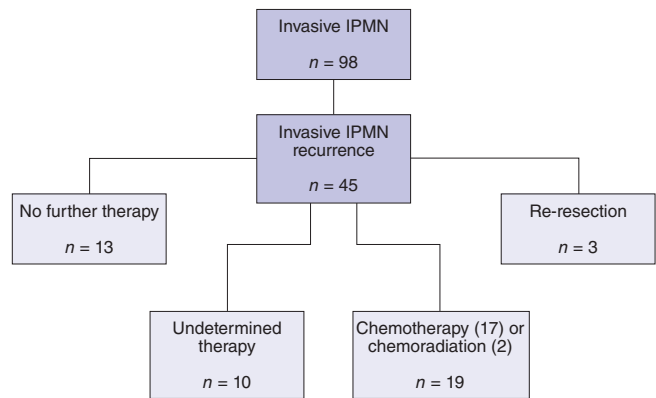 Invasive IPMN
n = 98
Invasive IPMN
recurrence
n = 45
No further therapy
n = 13
Re-resection
n = 3
Undetermined
therapy
n = 10
Chemotherapy (17) or
chemoradiation (2)
n = 19